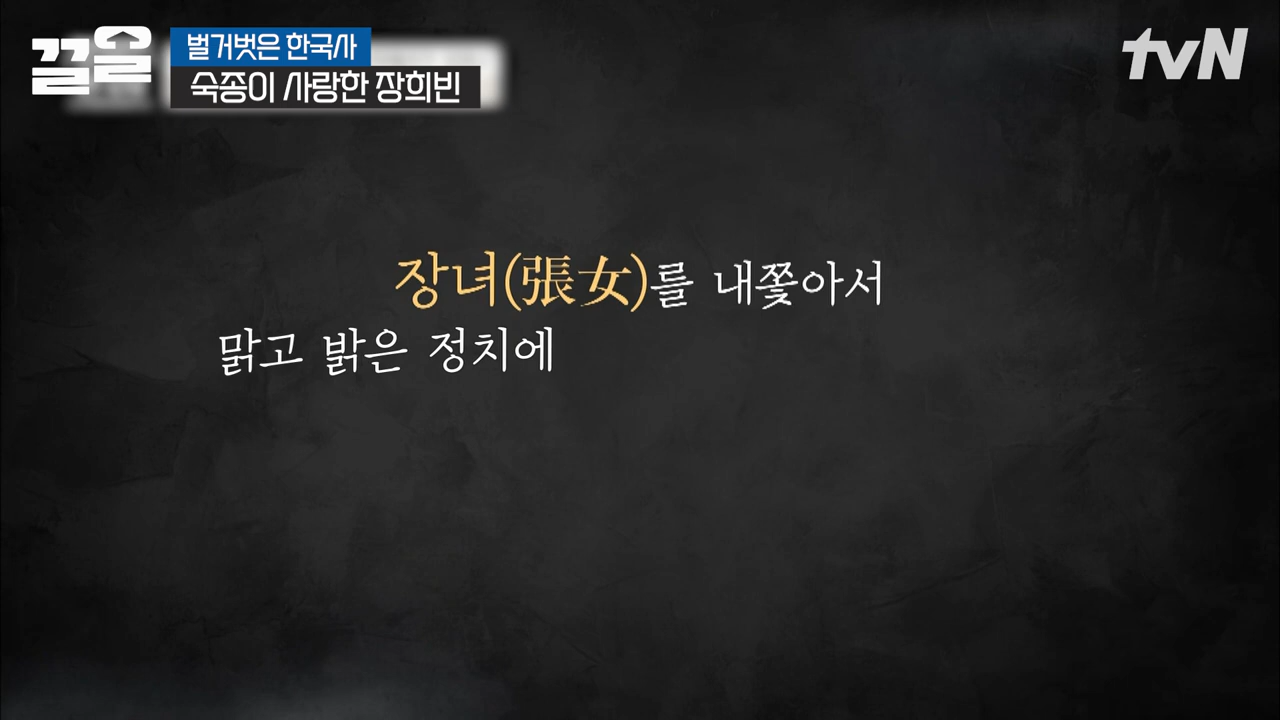 끌올
벌거벗은 한국사
숙종이 사랑한 장희빈
tvN
장녀(張女)를 내쫓아서
맑고 밝은 정치에